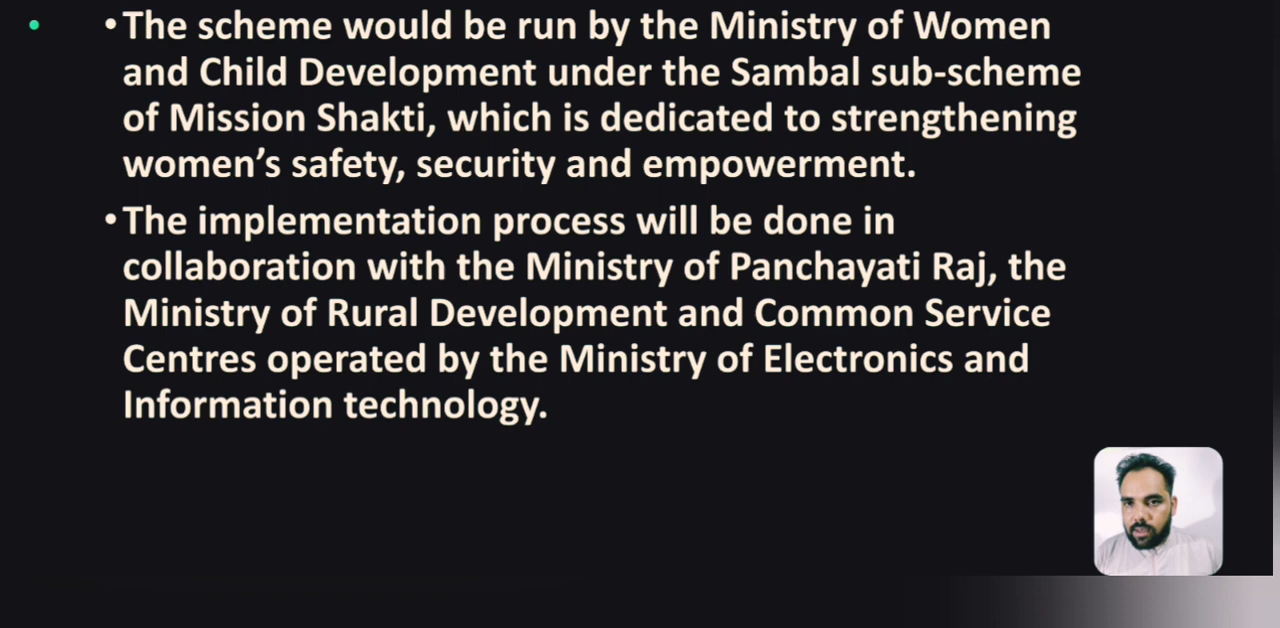 •The scheme would be run by the Ministry of Women
and Child Development under the Sambal sub-scheme
of Mission Shakti, which is dedicated to strengthening
women’s safety, security and empowerment.
•The implementation process will be done in
collaboration with the Ministry of Panchayati Raj, the
Ministry of Rural Development and Common Service
Centres operated by the Ministry of Electronics and
Information technology.